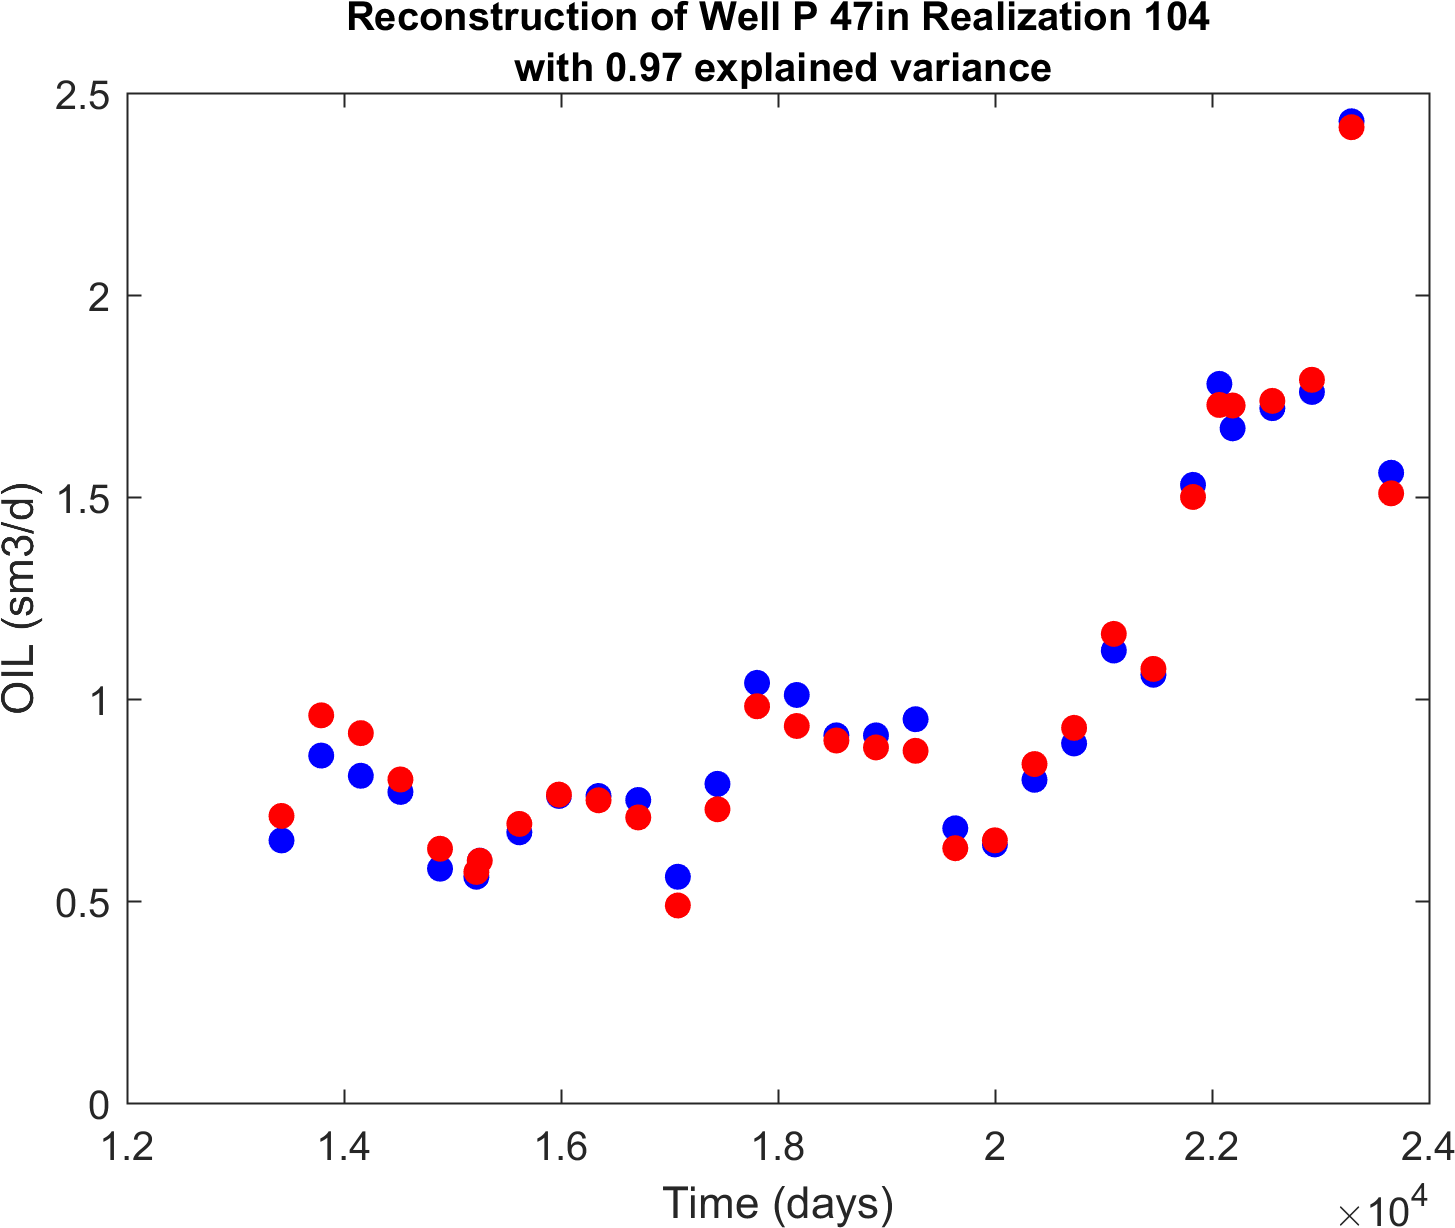 Reconstruction of Well P 47in Realization 104
with 0.97 explained variance
2.5
2
1.5
1
0.5
0
OIL (sm3/d)
1.2 1.4 1.6 1.8 2 2.2 2.4
Time (days)
×10⁴